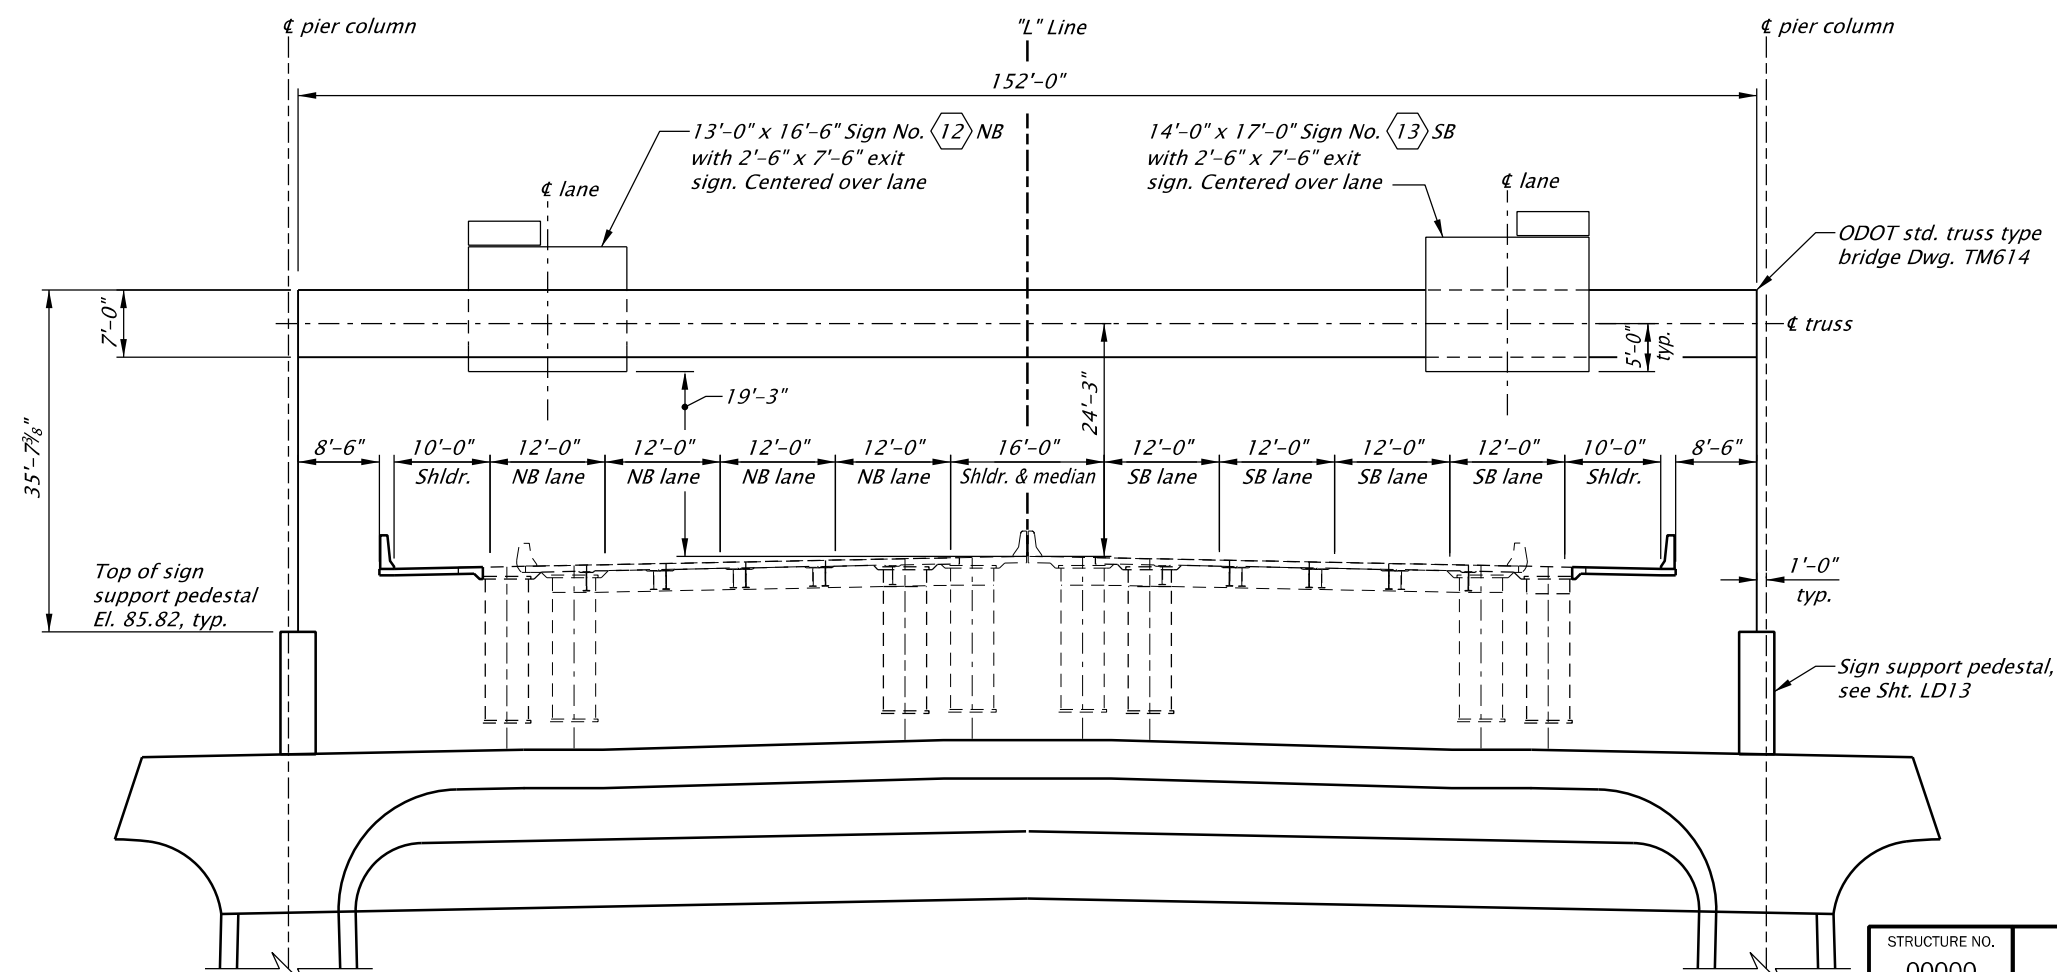 ℄ pier column
"L" Line
℄ pier column
152'-0"
13'-0" x 16'-6" Sign No. 12 NB
with 2'-6" x 7'-6" exit
sign. Centered over lane
14'-0" x 17'-0" Sign No. 13 SB
with 2'-6" x 7'-6" exit
sign. Centered over lane
℄ lane
℄ lane
ODOT std. truss type
bridge Dwg. TM614
7'-0"
℄ truss
5'-0"
typ.
35'-7⅜"
19'-3"
24'-3"
8'-6"
10'-0"
12'-0"
12'-0"
12'-0"
12'-0"
16'-0"
12'-0"
12'-0"
12'-0"
12'-0"
10'-0"
8'-6"
Shldr.
NB lane
NB lane
NB lane
NB lane
Shldr. & median
SB lane
SB lane
SB lane
SB lane
Shldr.
Top of sign
support pedestal
El. 85.82, typ.
1'-0"
typ.
Sign support pedestal,
see Sht. LD13
STRUCTURE NO.
00000